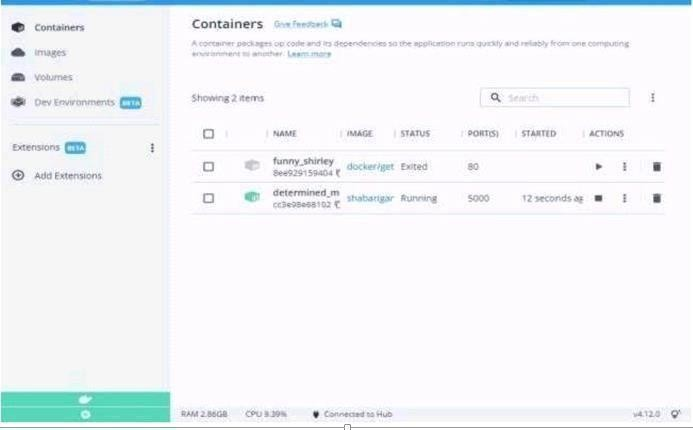 Containers
Images
Volumes
Dev Environments BETA
Extensions BETA
Add Extensions
Containers Give Feedback
A container packages up code and its dependencies so the application runs quickly and reliably from one computing
environment to another. Learn more
Showing 2 items
Search
NAME IMAGE STATUS PORT(S) STARTED ACTIONS
funny_shirley docker/get Exited 80
8ee929159404
determined_m shabarigar Running 5000 12 seconds ag
cc3e98e68102
RAM 2.86GB CPU 9.39% Connected to Hub v4.12.0